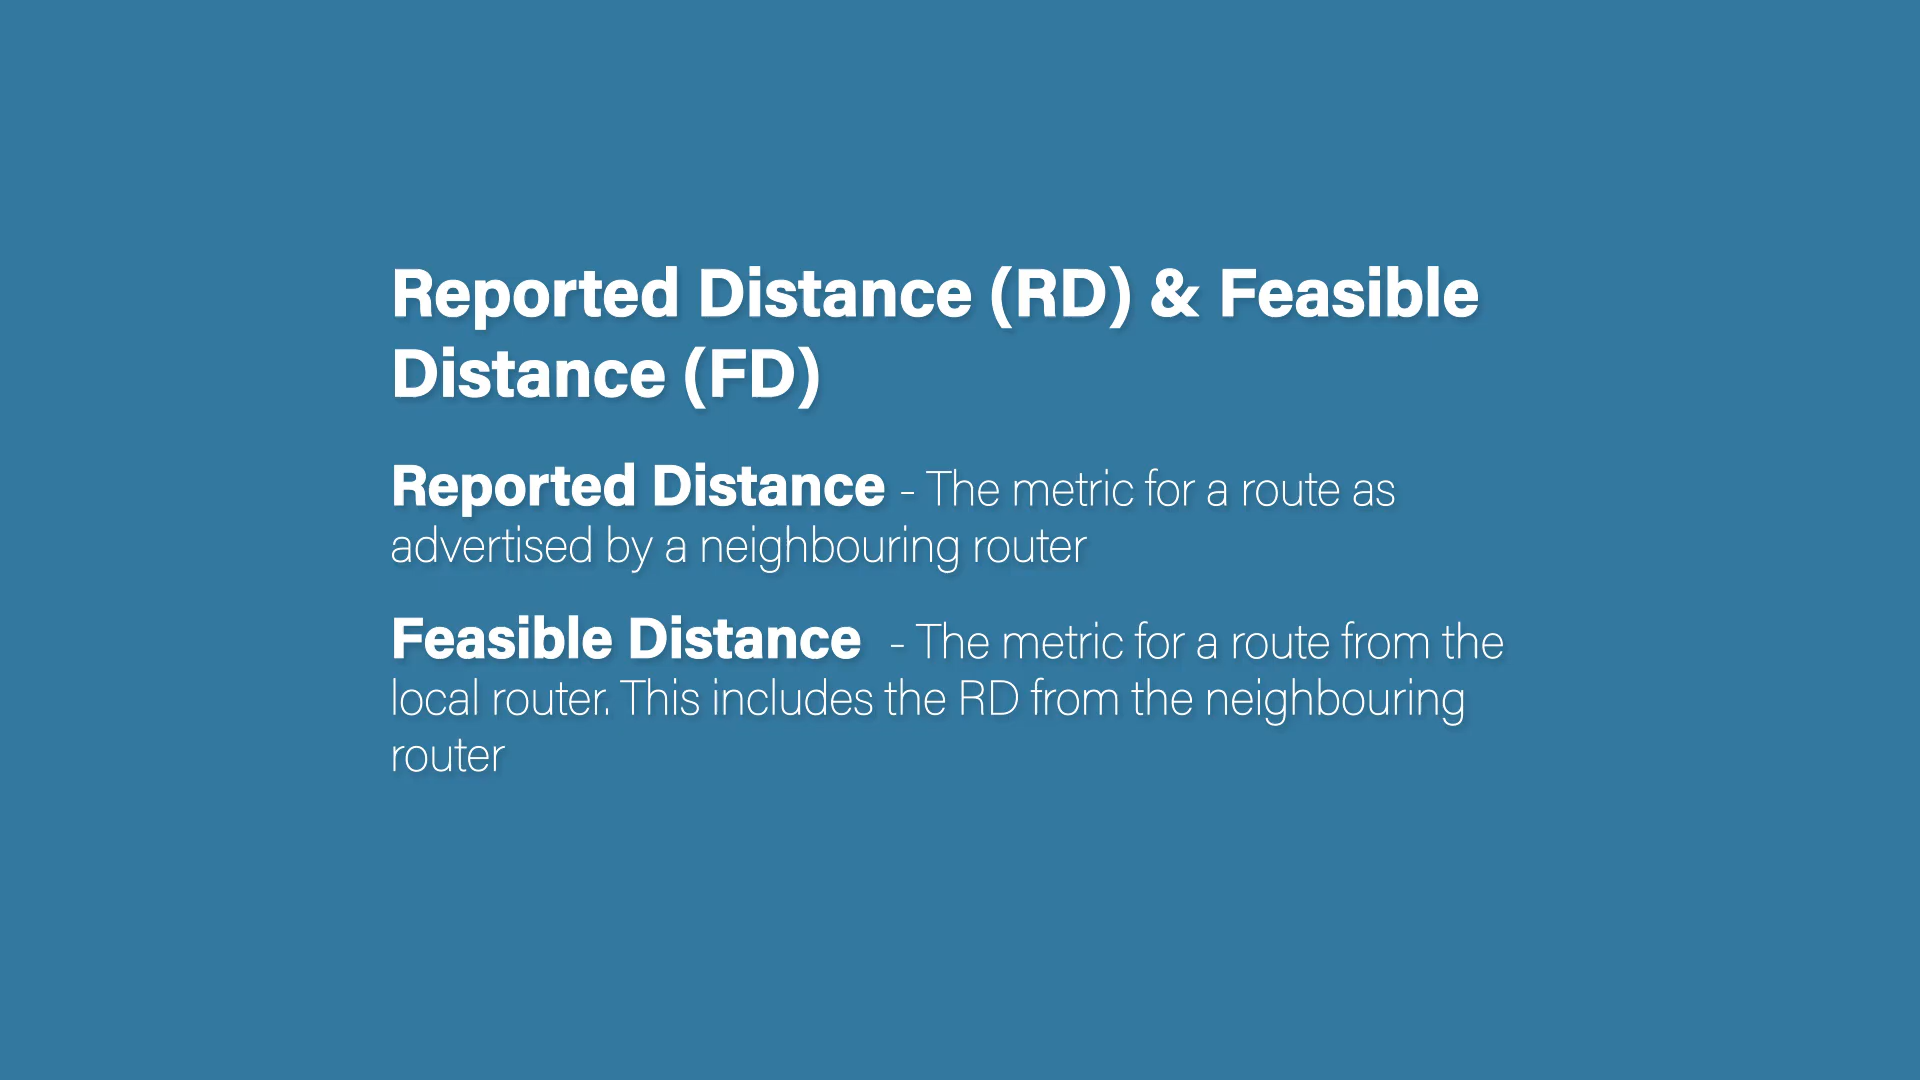 Reported Distance (RD) & Feasible
Distance (FD)
Reported Distance - The metric for a route as
advertised by a neighbouring router
Feasible Distance - The metric for a route from the
local router. This includes the RD from the neighbouring
router